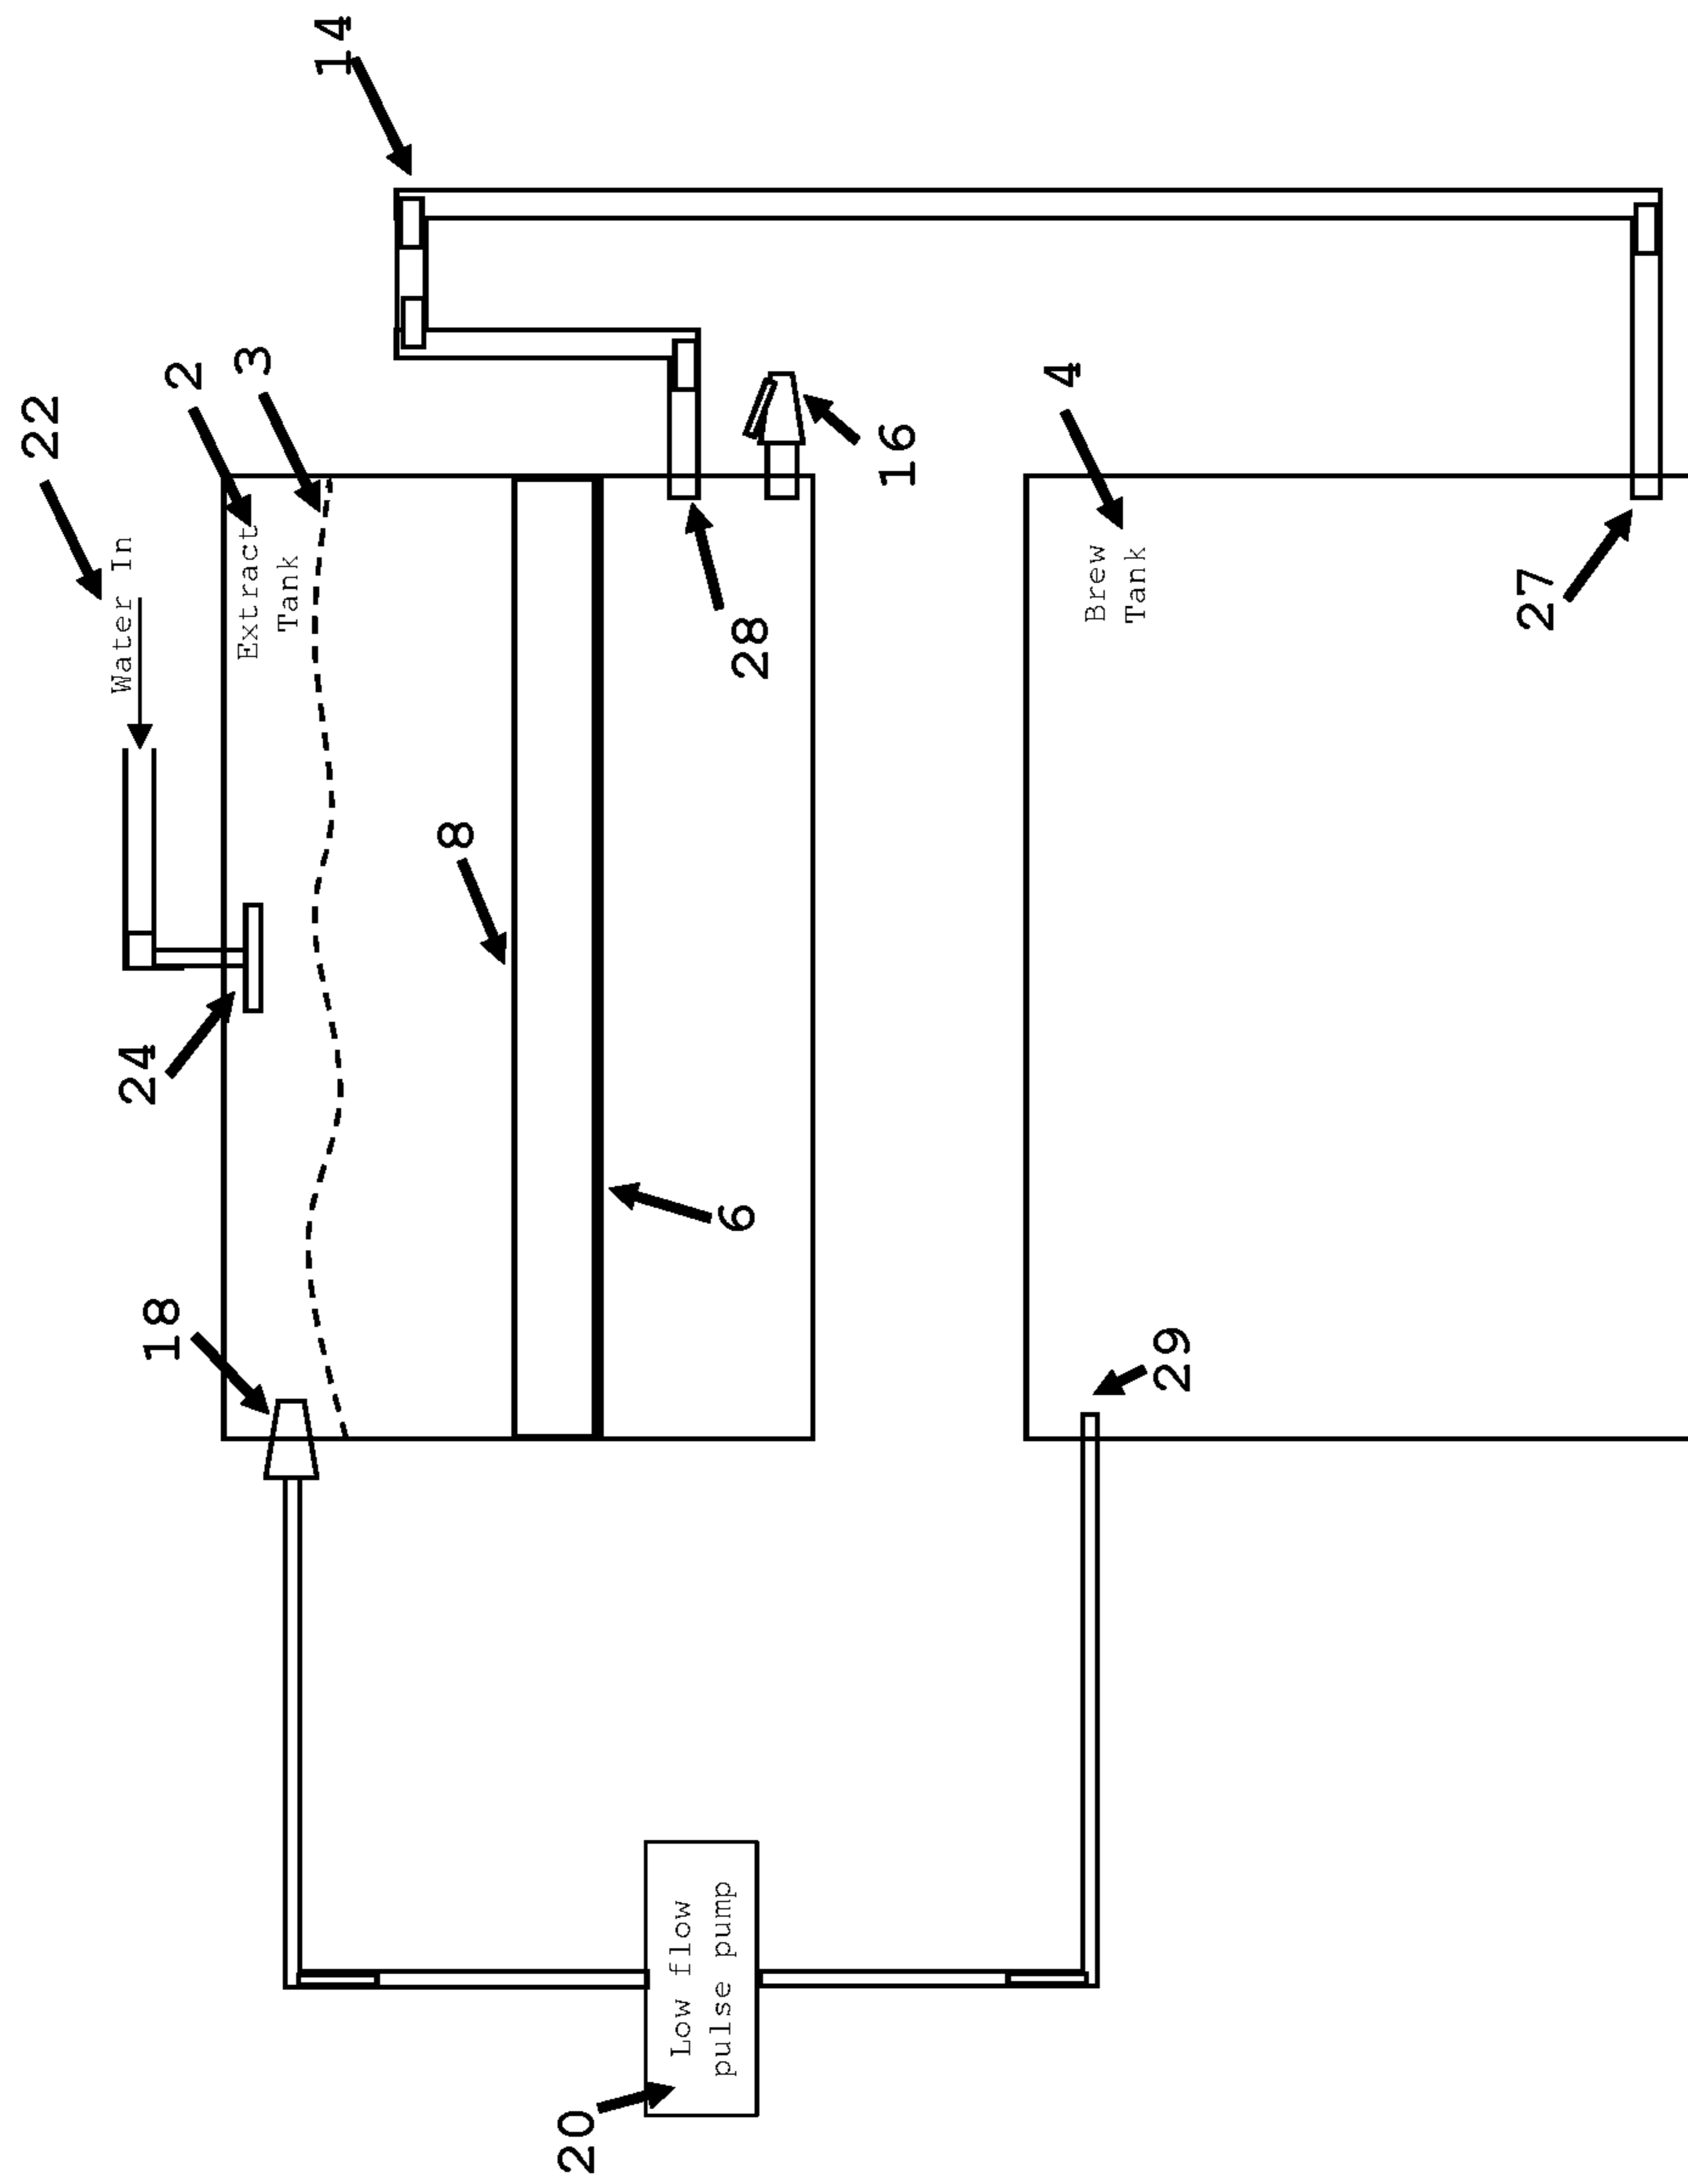 22
Water In
24
18
2
3
Extract
Tank
14
8
20
Low flow
pulse pump
6
28
16
4
Brew
Tank
29
27